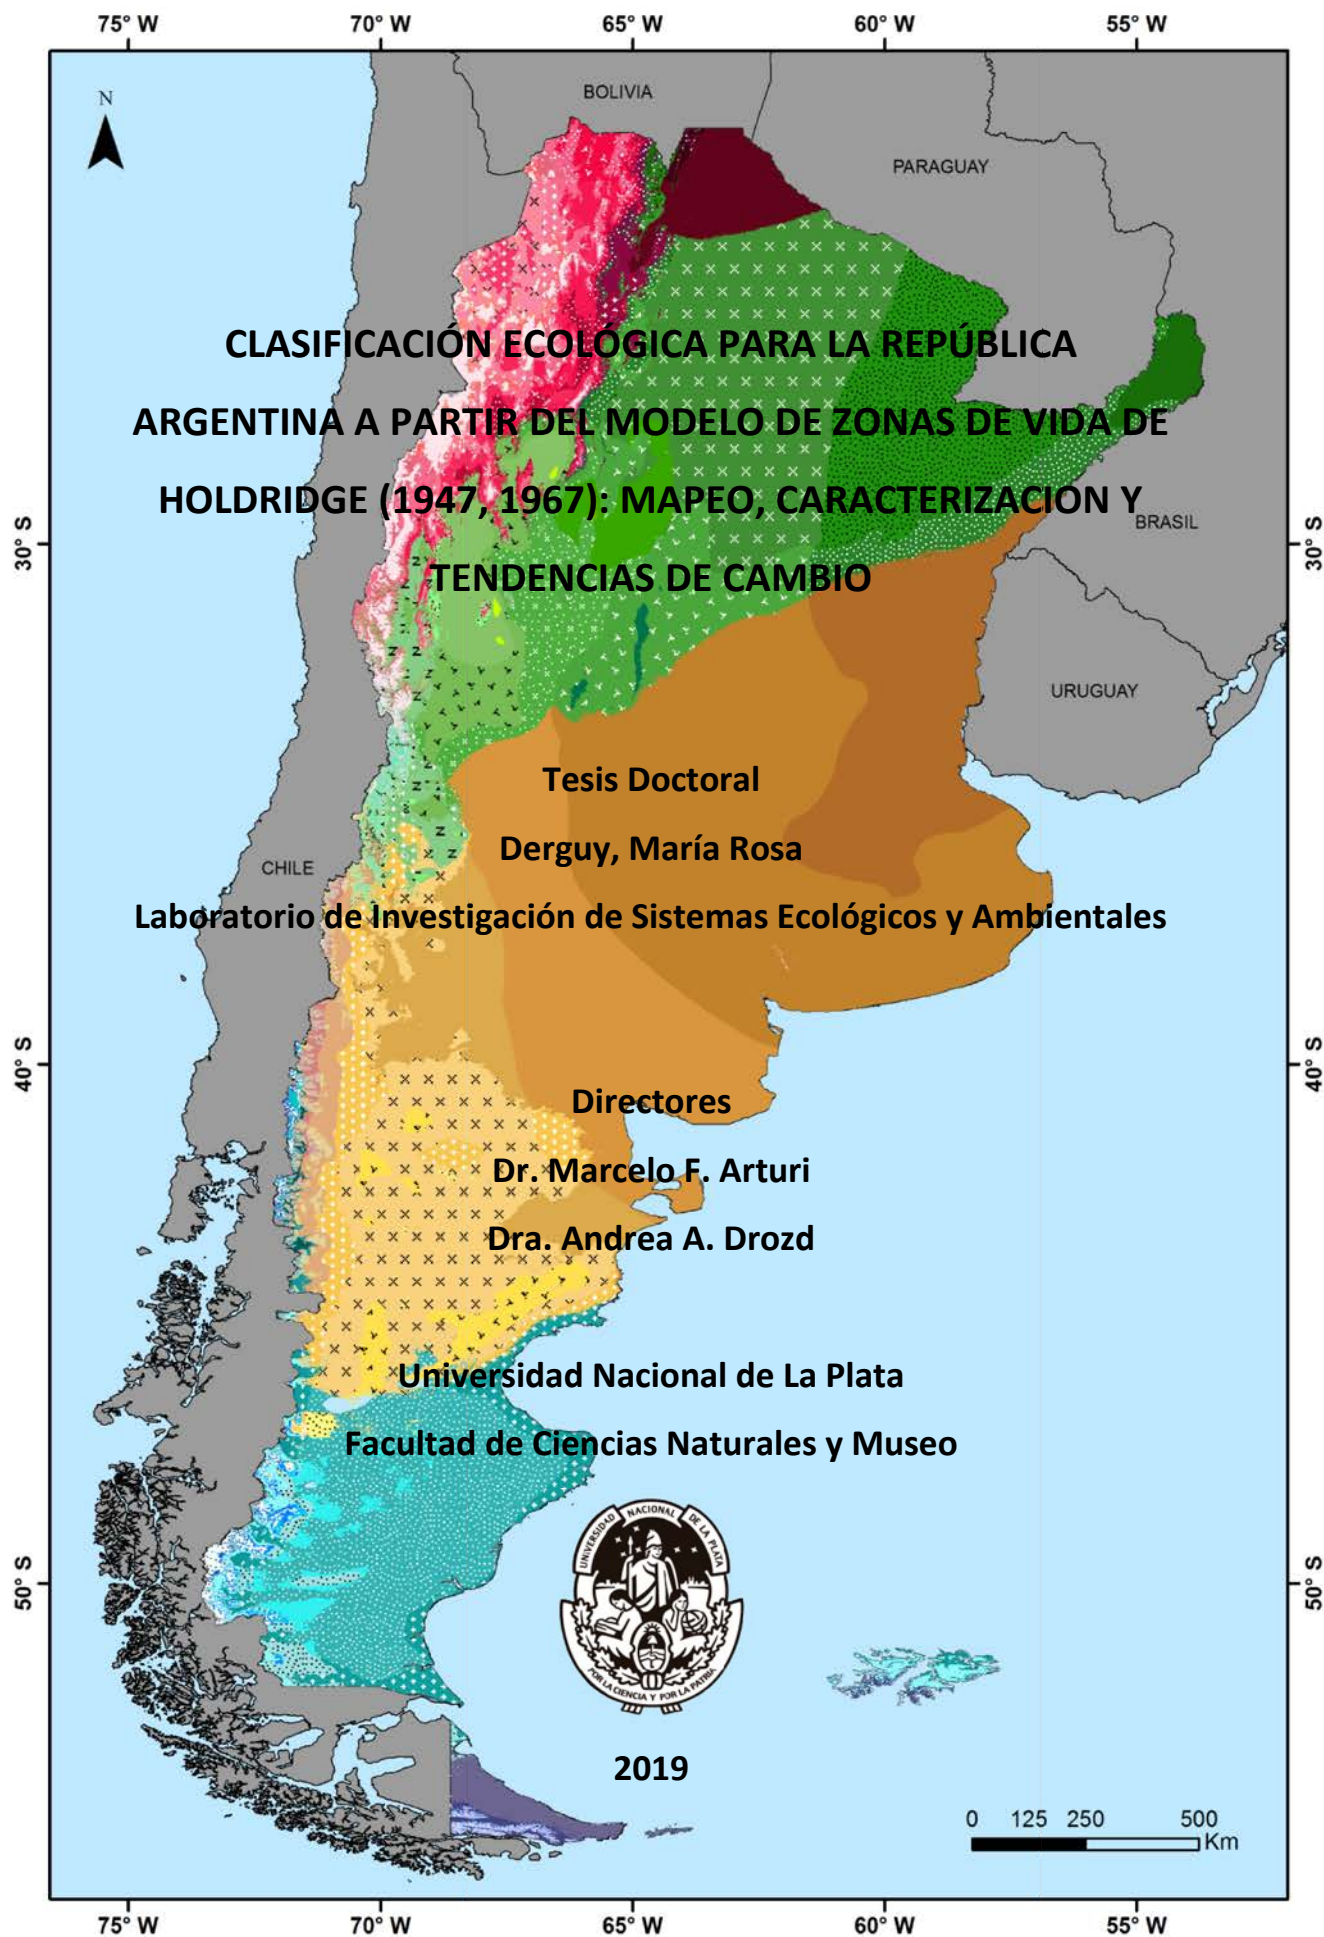 75° W 70° W 65° W 60° W 55° W
N
BOLIVIA
PARAGUAY
CLASIFICACIÓN ECOLÓGICA PARA LA REPÚBLICA
ARGENTINA A PARTIR DEL MODELO DE ZONAS DE VIDA DE
HOLDRIDGE (1947, 1967): MAPEO, CARACTERIZACION Y
BRASIL
30° S 30° S
TENDENCIAS DE CAMBIO
URUGUAY
Tesis Doctoral
Derguy, María Rosa
CHILE
Laboratorio de Investigación de Sistemas Ecológicos y Ambientales
40° S 40° S
Directores
Dr. Marcelo F. Arturi
Dra. Andrea A. Drozd
Universidad Nacional de La Plata
Facultad de Ciencias Naturales y Museo
UNIVERSIDAD NACIONAL DE LA PLATA
50° S 50° S
POR LA CIENCIA Y POR LA PATRIA
2019
0 125 250 500
Km
75° W 70° W 65° W 60° W 55° W